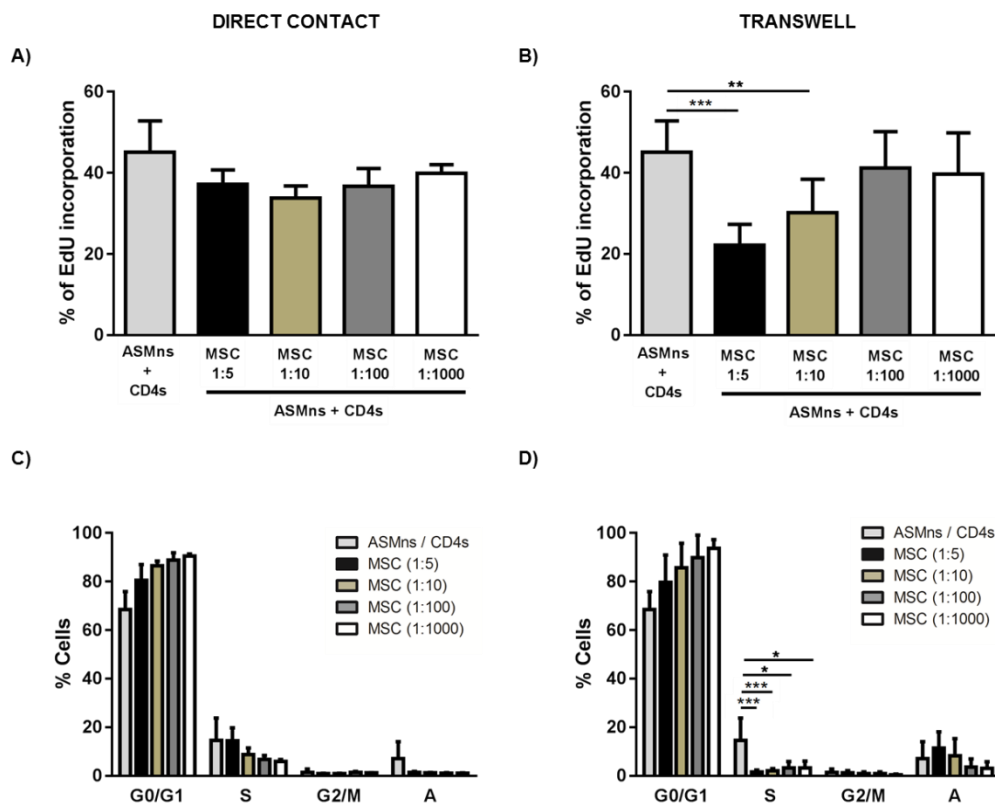 DIRECT CONTACT
TRANSWELL
A)
% of EdU incorporation
60
40
20
0
ASMns
+
CD4s
MSC
1:5
MSC
1:10
MSC
1:100
MSC
1:1000
ASMns + CD4s
B)
% of EdU incorporation
60
40
20
0
**
***
ASMns
+
CD4s
MSC
1:5
MSC
1:10
MSC
1:100
MSC
1:1000
ASMns + CD4s
C)
% Cells
100
80
60
40
20
0
ASMns / CD4s
MSC (1:5)
MSC (1:10)
MSC (1:100)
MSC (1:1000)
G0/G1
S
G2/M
A
D)
% Cells
100
80
60
40
20
0
ASMns / CD4s
MSC (1:5)
MSC (1:10)
MSC (1:100)
MSC (1:1000)
*
*
***
***
G0/G1
S
G2/M
A